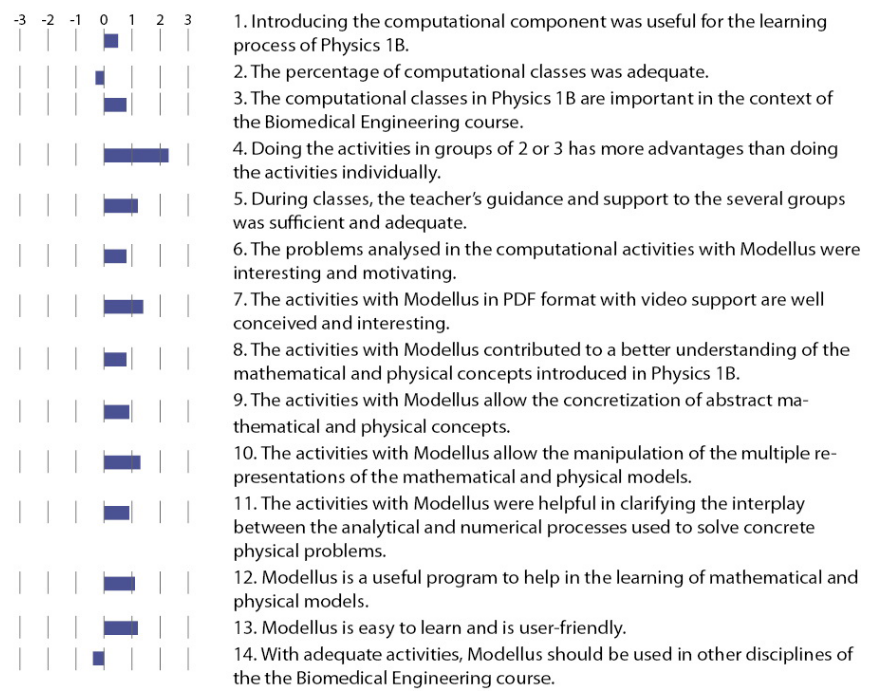 -3 -2 -1 0 1 2 3
1. Introducing the computational component was useful for the learning
process of Physics 1B.
2. The percentage of computational classes was adequate.
3. The computational classes in Physics 1B are important in the context of
the Biomedical Engineering course.
4. Doing the activities in groups of 2 or 3 has more advantages than doing
the activities individually.
5. During classes, the teacher’s guidance and support to the several groups
was sufficient and adequate.
6. The problems analysed in the computational activities with Modellus were
interesting and motivating.
7. The activities with Modellus in PDF format with video support are well
conceived and interesting.
8. The activities with Modellus contributed to a better understanding of the
mathematical and physical concepts introduced in Physics 1B.
9. The activities with Modellus allow the concretization of abstract ma-
thematical and physical concepts.
10. The activities with Modellus allow the manipulation of the multiple re-
presentations of the mathematical and physical models.
11. The activities with Modellus were helpful in clarifying the interplay
between the analytical and numerical processes used to solve concrete
physical problems.
12. Modellus is a useful program to help in the learning of mathematical and
physical models.
13. Modellus is easy to learn and is user-friendly.
14. With adequate activities, Modellus should be used in other disciplines of
the the Biomedical Engineering course.